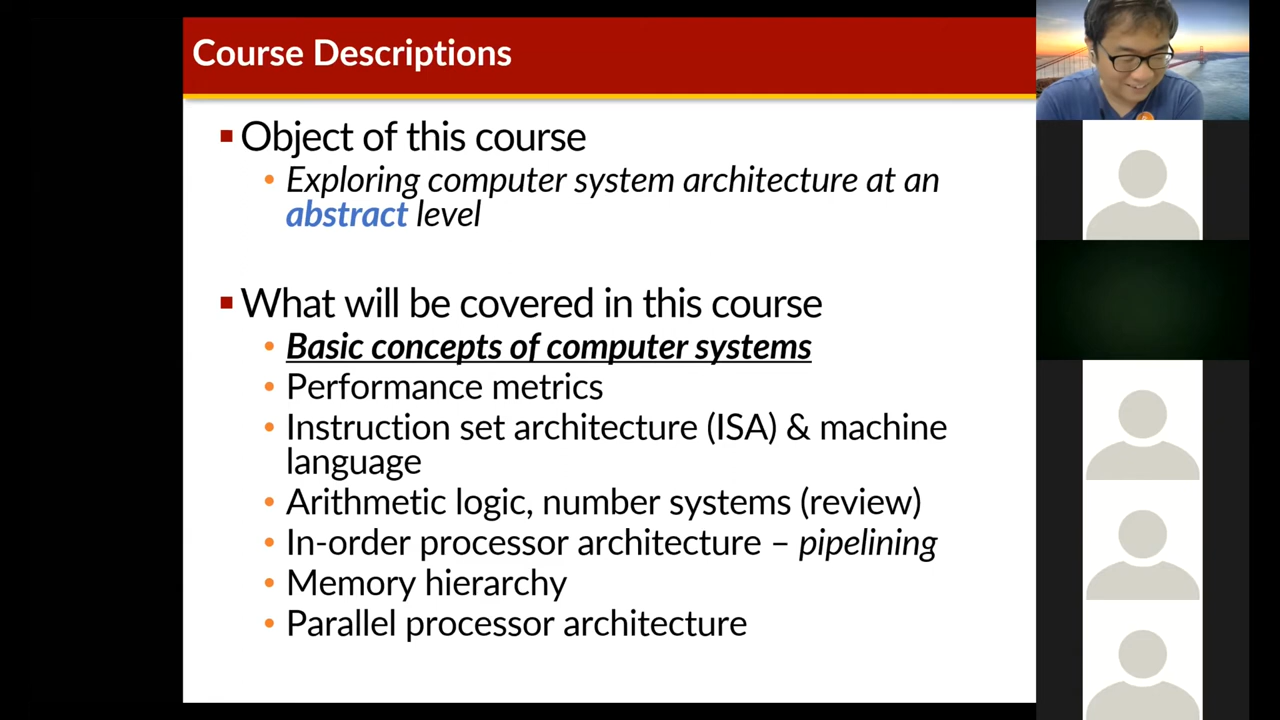 Course Descriptions
Object of this course
Exploring computer system architecture at an
abstract level
What will be covered in this course
Basic concepts of computer systems
Performance metrics
Instruction set architecture (ISA) & machine
language
Arithmetic logic, number systems (review)
In-order processor architecture – pipelining
Memory hierarchy
Parallel processor architecture